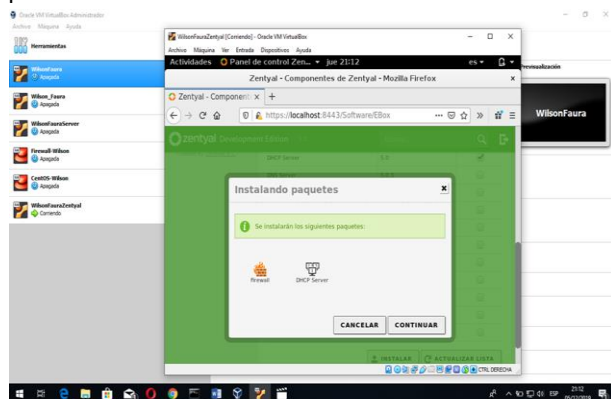 Oracle VM VirtualBox Administrador
Archivo Máquina Ayuda
Herramientas
WilsonFaura
Apagada
Wilson_Faura
Apagada
WilsonFauraServer
Apagada
Firewall-Wilson
Apagada
CentOS-Wilson
Apagada
WilsonFauraZentyal
Corriendo
Previsualización
WilsonFaura
WilsonFauraZentyal [Corriendo] - Oracle VM VirtualBox
Archivo Máquina Ver Entrada Dispositivos Ayuda
Actividades Panel de control Zen... jue 21:12 es
Zentyal - Componentes de Zentyal - Mozilla Firefox
Zentyal - Component
https://localhost:8443/Software/EBox
zentyal Development Edition
DHCP Server
Instalando paquetes
Se instalarán los siguientes paquetes:
Firewall DHCP Server
CANCELAR CONTINUAR
INSTALAR ACTUALIZAR LISTA
CTRL DERECHA
ESP 21:12
05/12/2019